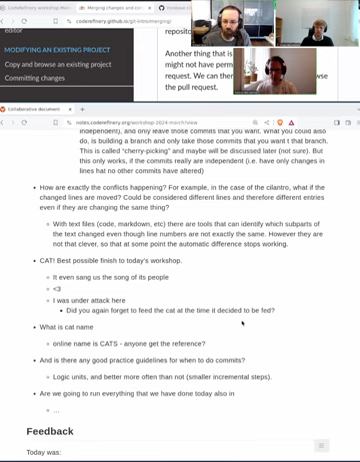 Coderefinery workshop
Merging changes and con
coderefinery.github.io/git-intro/merging/
editor
MODIFYING AN EXISTING PROJECT
Copy and browse an existing project
Committing changes
reposito
Another thing that is
might not have perm
request. We can ther
wse
the pull request.
Collaborative document
notes.coderefinery.org/workshop-2024-march?view
independent), and only leave those commits that you want. What you could also
do, is building a branch and only take those commits that you want t that branch.
This is called "cherry-picking" and maybe will be discussed later (not sure). But
this only works, if the commits really are independent (i.e. have only changes in
lines hat no other commits have altered)
How are exactly the conflicts happening? For example, in the case of the cilantro, what if the
changed lines are moved? Could be considered different lines and therefore different entries
even if they are changing the same thing?
With text files (code, markdown, etc) there are tools that can identify which subparts of
the text changed even though line numbers are not exactly the same. However they are
not that clever, so that at some point the automatic difference stops working.
CAT! Best possible finish to today's workshop.
It even sang us the song of its people
<3
I was under attack here
Did you again forget to feed the cat at the time it decided to be fed?
What is cat name
online name is CATS - anyone get the reference?
And is there any good practice guidelines for when to do commits?
Logic units, and better more often than not (smaller incremental steps).
Are we going to run everything that we have done today also in
...
Feedback
Today was: